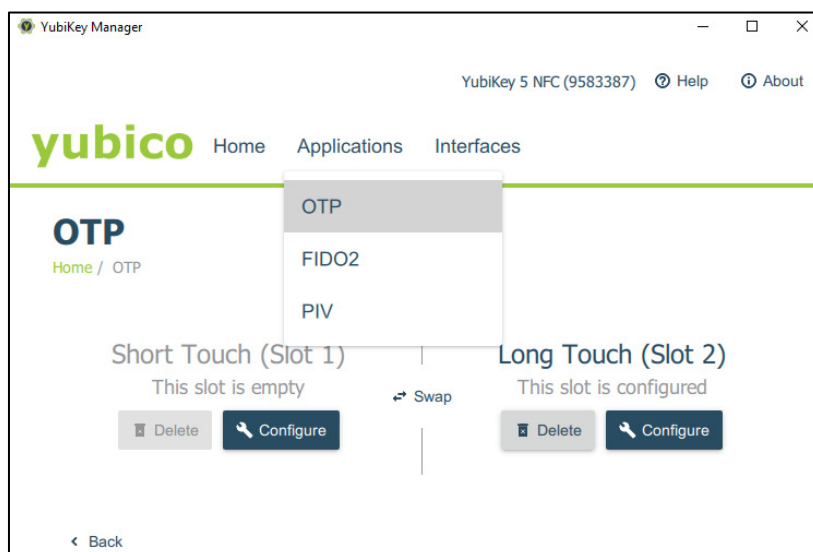 YubiKey Manager
YubiKey 5 NFC (9583387) Help About
yubico Home Applications Interfaces
OTP
FIDO2
PIV
OTP
Home / OTP
Short Touch (Slot 1)
This slot is empty
Delete Configure
Swap
Long Touch (Slot 2)
This slot is configured
Delete Configure
Back